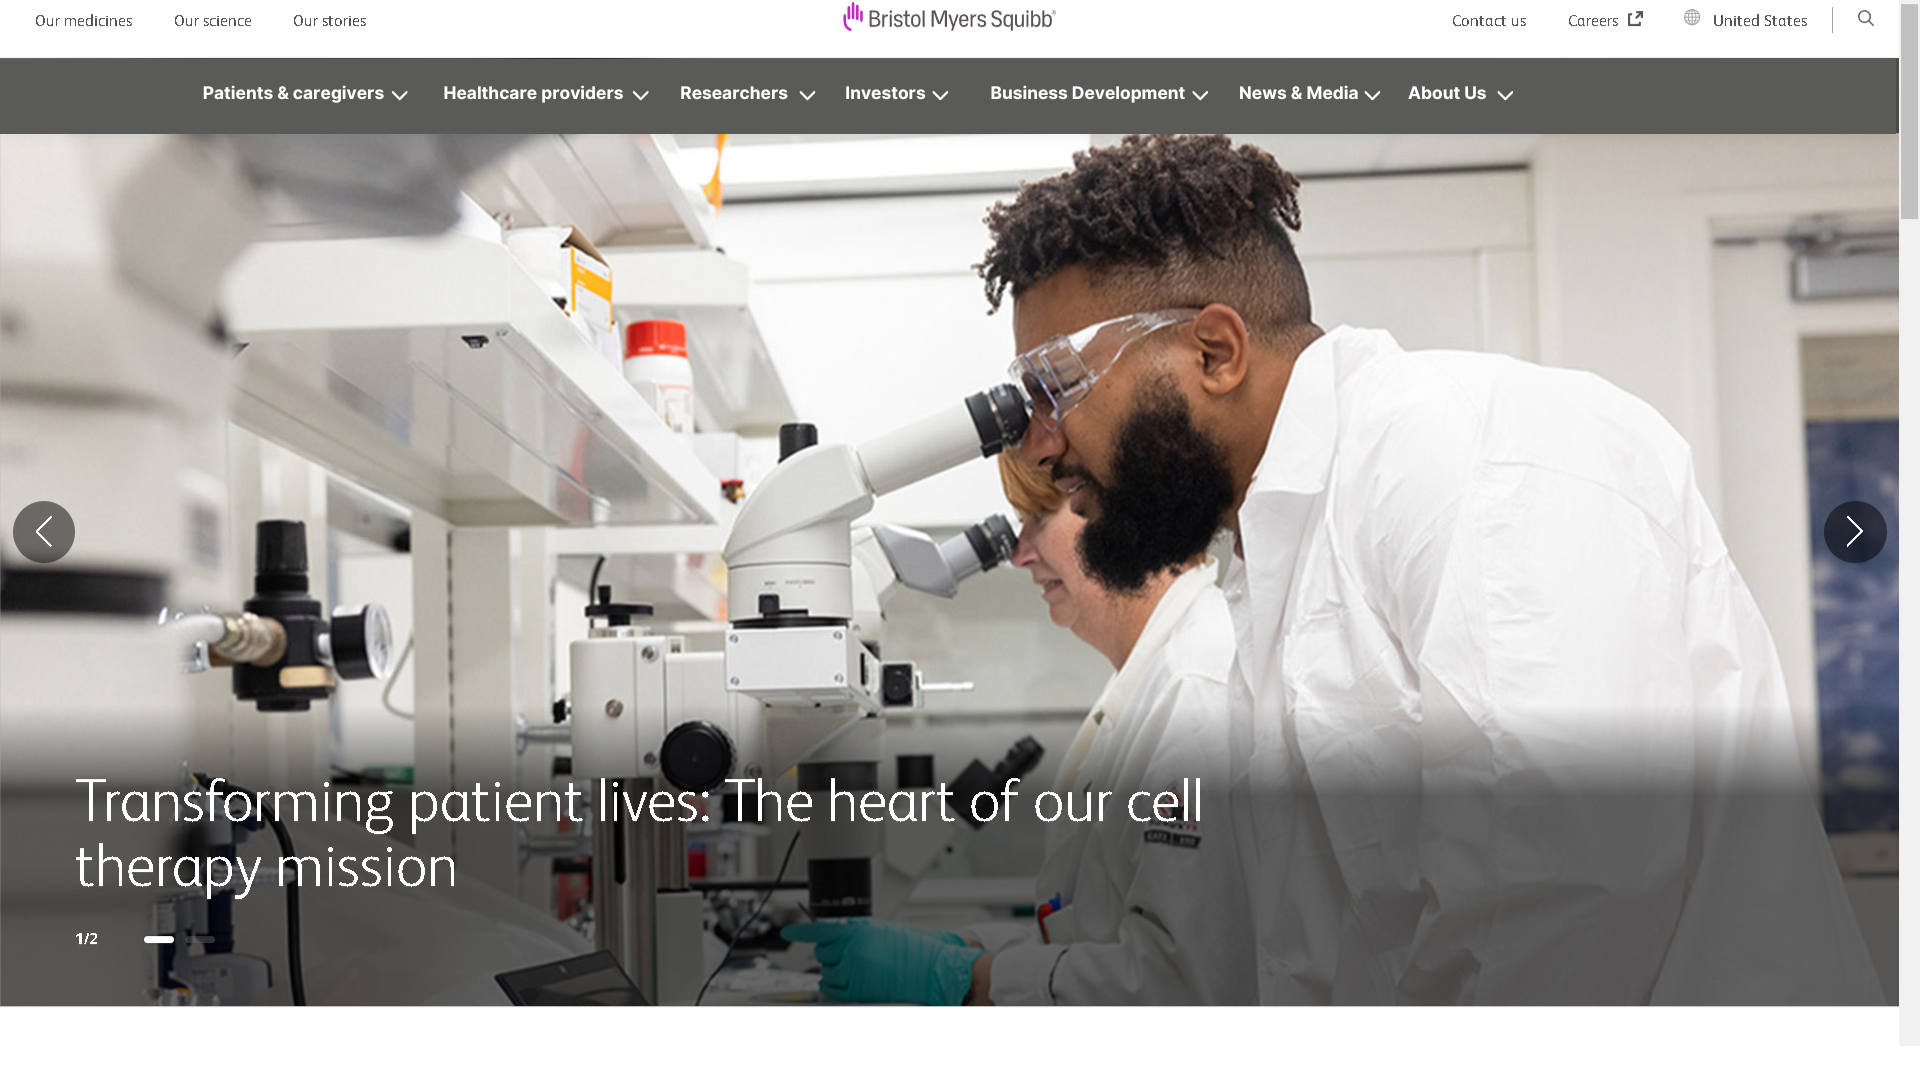 Our medicines
Our science
Our stories
Bristol Myers Squibb®
Contact us
Careers
United States
Patients & caregivers
Healthcare providers
Researchers
Investors
Business Development
News & Media
About Us
Transforming patient lives: The heart of our cell
therapy mission
1/2